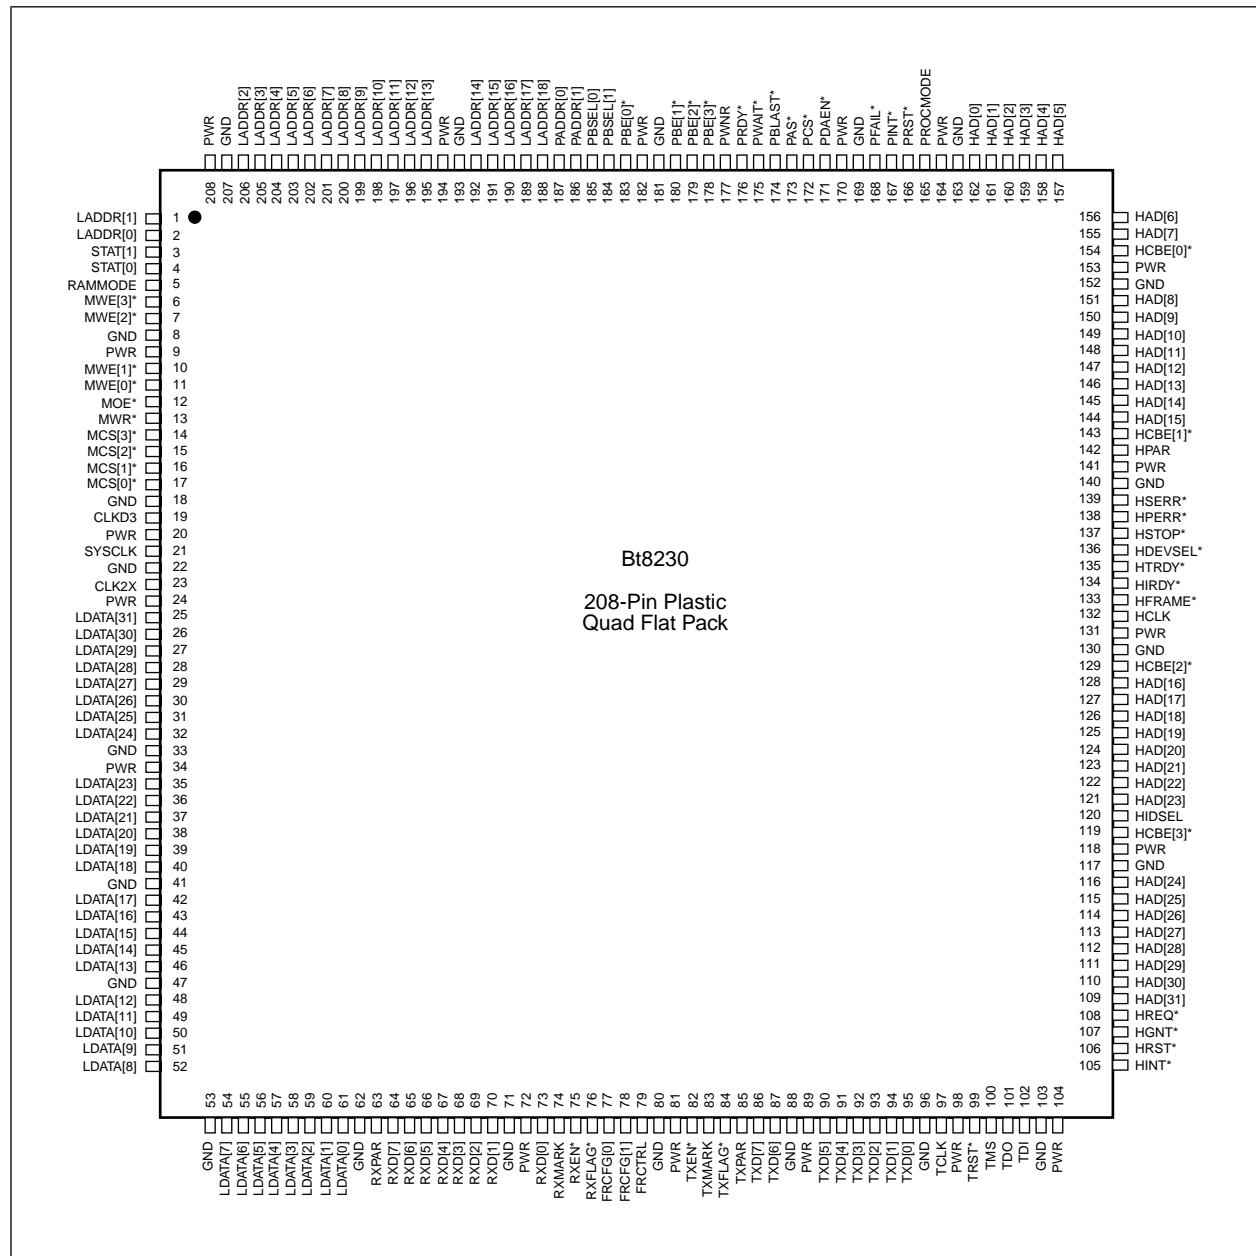 PWR
GND
LADDR[2]
LADDR[3]
LADDR[4]
LADDR[5]
LADDR[6]
LADDR[7]
LADDR[8]
LADDR[9]
LADDR[10]
LADDR[11]
LADDR[12]
LADDR[13]
PWR
GND
LADDR[14]
LADDR[15]
LADDR[16]
LADDR[17]
LADDR[18]
PADDR[0]
PADDR[1]
PBSEL[0]
PBSEL[1]
PBE[0]*
PWR
GND
PBE[1]*
PBE[2]*
PBE[3]*
PWNR
PRDY*
PWAIT*
PBLAST*
PAS*
PCS*
PDAEN*
PWR
GND
PFAIL*
PINT*
PRST*
PROCMODE
PWR
GND
HAD[0]
HAD[1]
HAD[2]
HAD[3]
HAD[4]
HAD[5]
208
207
206
205
204
203
202
201
200
199
198
197
196
195
194
193
192
191
190
189
188
187
186
185
184
183
182
181
180
179
178
177
176
175
174
173
172
171
170
169
168
167
166
165
164
163
162
161
160
159
158
157
LADDR[1] 1
LADDR[0] 2
STAT[1] 3
STAT[0] 4
RAMMODE 5
MWE[3]* 6
MWE[2]* 7
GND 8
PWR 9
MWE[1]* 10
MWE[0]* 11
MOE* 12
MWR* 13
MCS[3]* 14
MCS[2]* 15
MCS[1]* 16
MCS[0]* 17
GND 18
CLKD3 19
PWR 20
SYSCLK 21
GND 22
CLK2X 23
PWR 24
LDATA[31] 25
LDATA[30] 26
LDATA[29] 27
LDATA[28] 28
LDATA[27] 29
LDATA[26] 30
LDATA[25] 31
LDATA[24] 32
GND 33
PWR 34
LDATA[23] 35
LDATA[22] 36
LDATA[21] 37
LDATA[20] 38
LDATA[19] 39
LDATA[18] 40
GND 41
LDATA[17] 42
LDATA[16] 43
LDATA[15] 44
LDATA[14] 45
LDATA[13] 46
GND 47
LDATA[12] 48
LDATA[11] 49
LDATA[10] 50
LDATA[9] 51
LDATA[8] 52
Bt8230
208-Pin Plastic
Quad Flat Pack
156 HAD[6]
155 HAD[7]
154 HCBE[0]*
153 PWR
152 GND
151 HAD[8]
150 HAD[9]
149 HAD[10]
148 HAD[11]
147 HAD[12]
146 HAD[13]
145 HAD[14]
144 HAD[15]
143 HCBE[1]*
142 HPAR
141 PWR
140 GND
139 HSERR*
138 HPERR*
137 HSTOP*
136 HDEVSEL*
135 HTRDY*
134 HIRDY*
133 HFRAME*
132 HCLK
131 PWR
130 GND
129 HCBE[2]*
128 HAD[16]
127 HAD[17]
126 HAD[18]
125 HAD[19]
124 HAD[20]
123 HAD[21]
122 HAD[22]
121 HAD[23]
120 HIDSEL
119 HCBE[3]*
118 PWR
117 GND
116 HAD[24]
115 HAD[25]
114 HAD[26]
113 HAD[27]
112 HAD[28]
111 HAD[29]
110 HAD[30]
109 HAD[31]
108 HREQ*
107 HGNT*
106 HRST*
105 HINT*
53
54
55
56
57
58
59
60
61
62
63
64
65
66
67
68
69
70
71
72
73
74
75
76
77
78
79
80
81
82
83
84
85
86
87
88
89
90
91
92
93
94
95
96
97
98
99
100
101
102
103
104
GND
LDATA[7]
LDATA[6]
LDATA[5]
LDATA[4]
LDATA[3]
LDATA[2]
LDATA[1]
LDATA[0]
GND
RXPAR
RXD[7]
RXD[6]
RXD[5]
RXD[4]
RXD[3]
RXD[2]
RXD[1]
GND
PWR
RXD[0]
RXMARK
RXEN*
RXFLAG*
FRCFG[0]
FRCFG[1]
FRCTRL
GND
PWR
TXEN*
TXMARK
TXFLAG*
TXPAR
TXD[7]
TXD[6]
GND
PWR
TXD[5]
TXD[4]
TXD[3]
TXD[2]
TXD[1]
TXD[0]
GND
TCLK
PWR
TRST*
TMS
TDO
TDI
GND
PWR